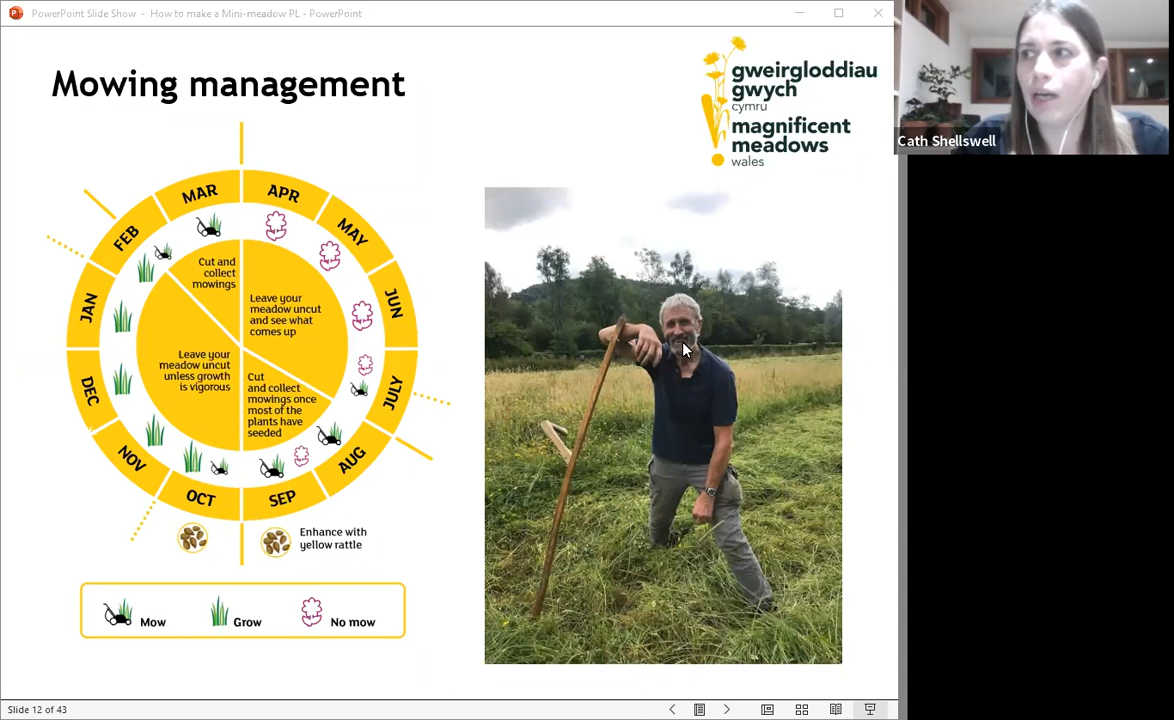 PowerPoint Slide Show - How to make a Mini-meadow PL - PowerPoint
Mowing management
gweirgloddiau
gwych
cymru
magnificent
meadows
wales
Cath Shellswell
JAN
FEB
MAR
APR
MAY
JUN
JULY
AUG
SEP
OCT
NOV
DEC
Cut and
collect
mowings
Leave your
meadow uncut
and see what
comes up
Leave your
meadow uncut
unless growth
is vigorous
Cut
and collect
mowings once
most of the
plants have
seeded
Enhance with
yellow rattle
Mow
Grow
No mow
Slide 12 of 43